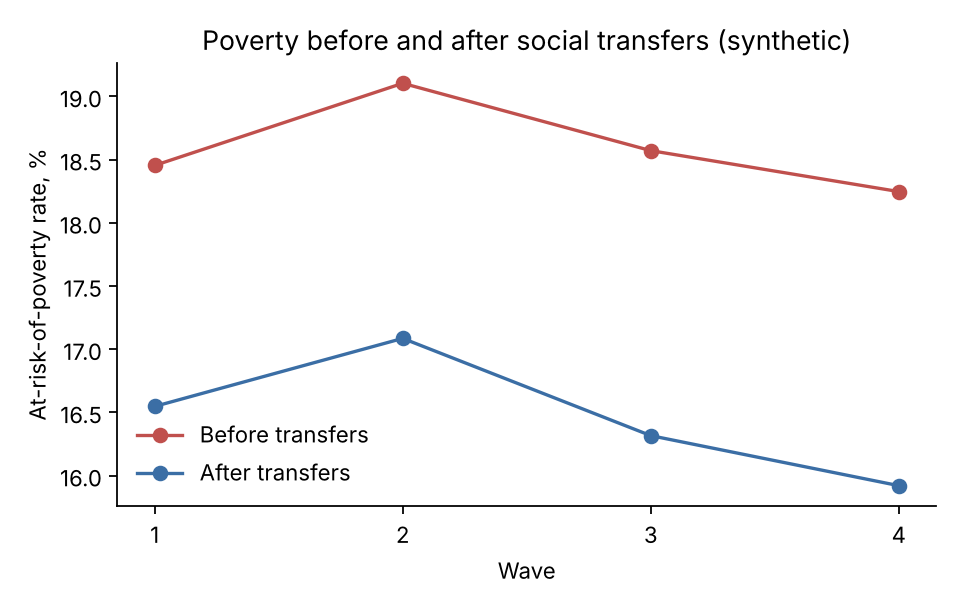 Poverty before and after social transfers (synthetic)
At-risk-of-poverty rate, %
19.0
18.5
18.0
17.5
17.0
16.5
16.0
Before transfers
After transfers
1 2 3 4
Wave